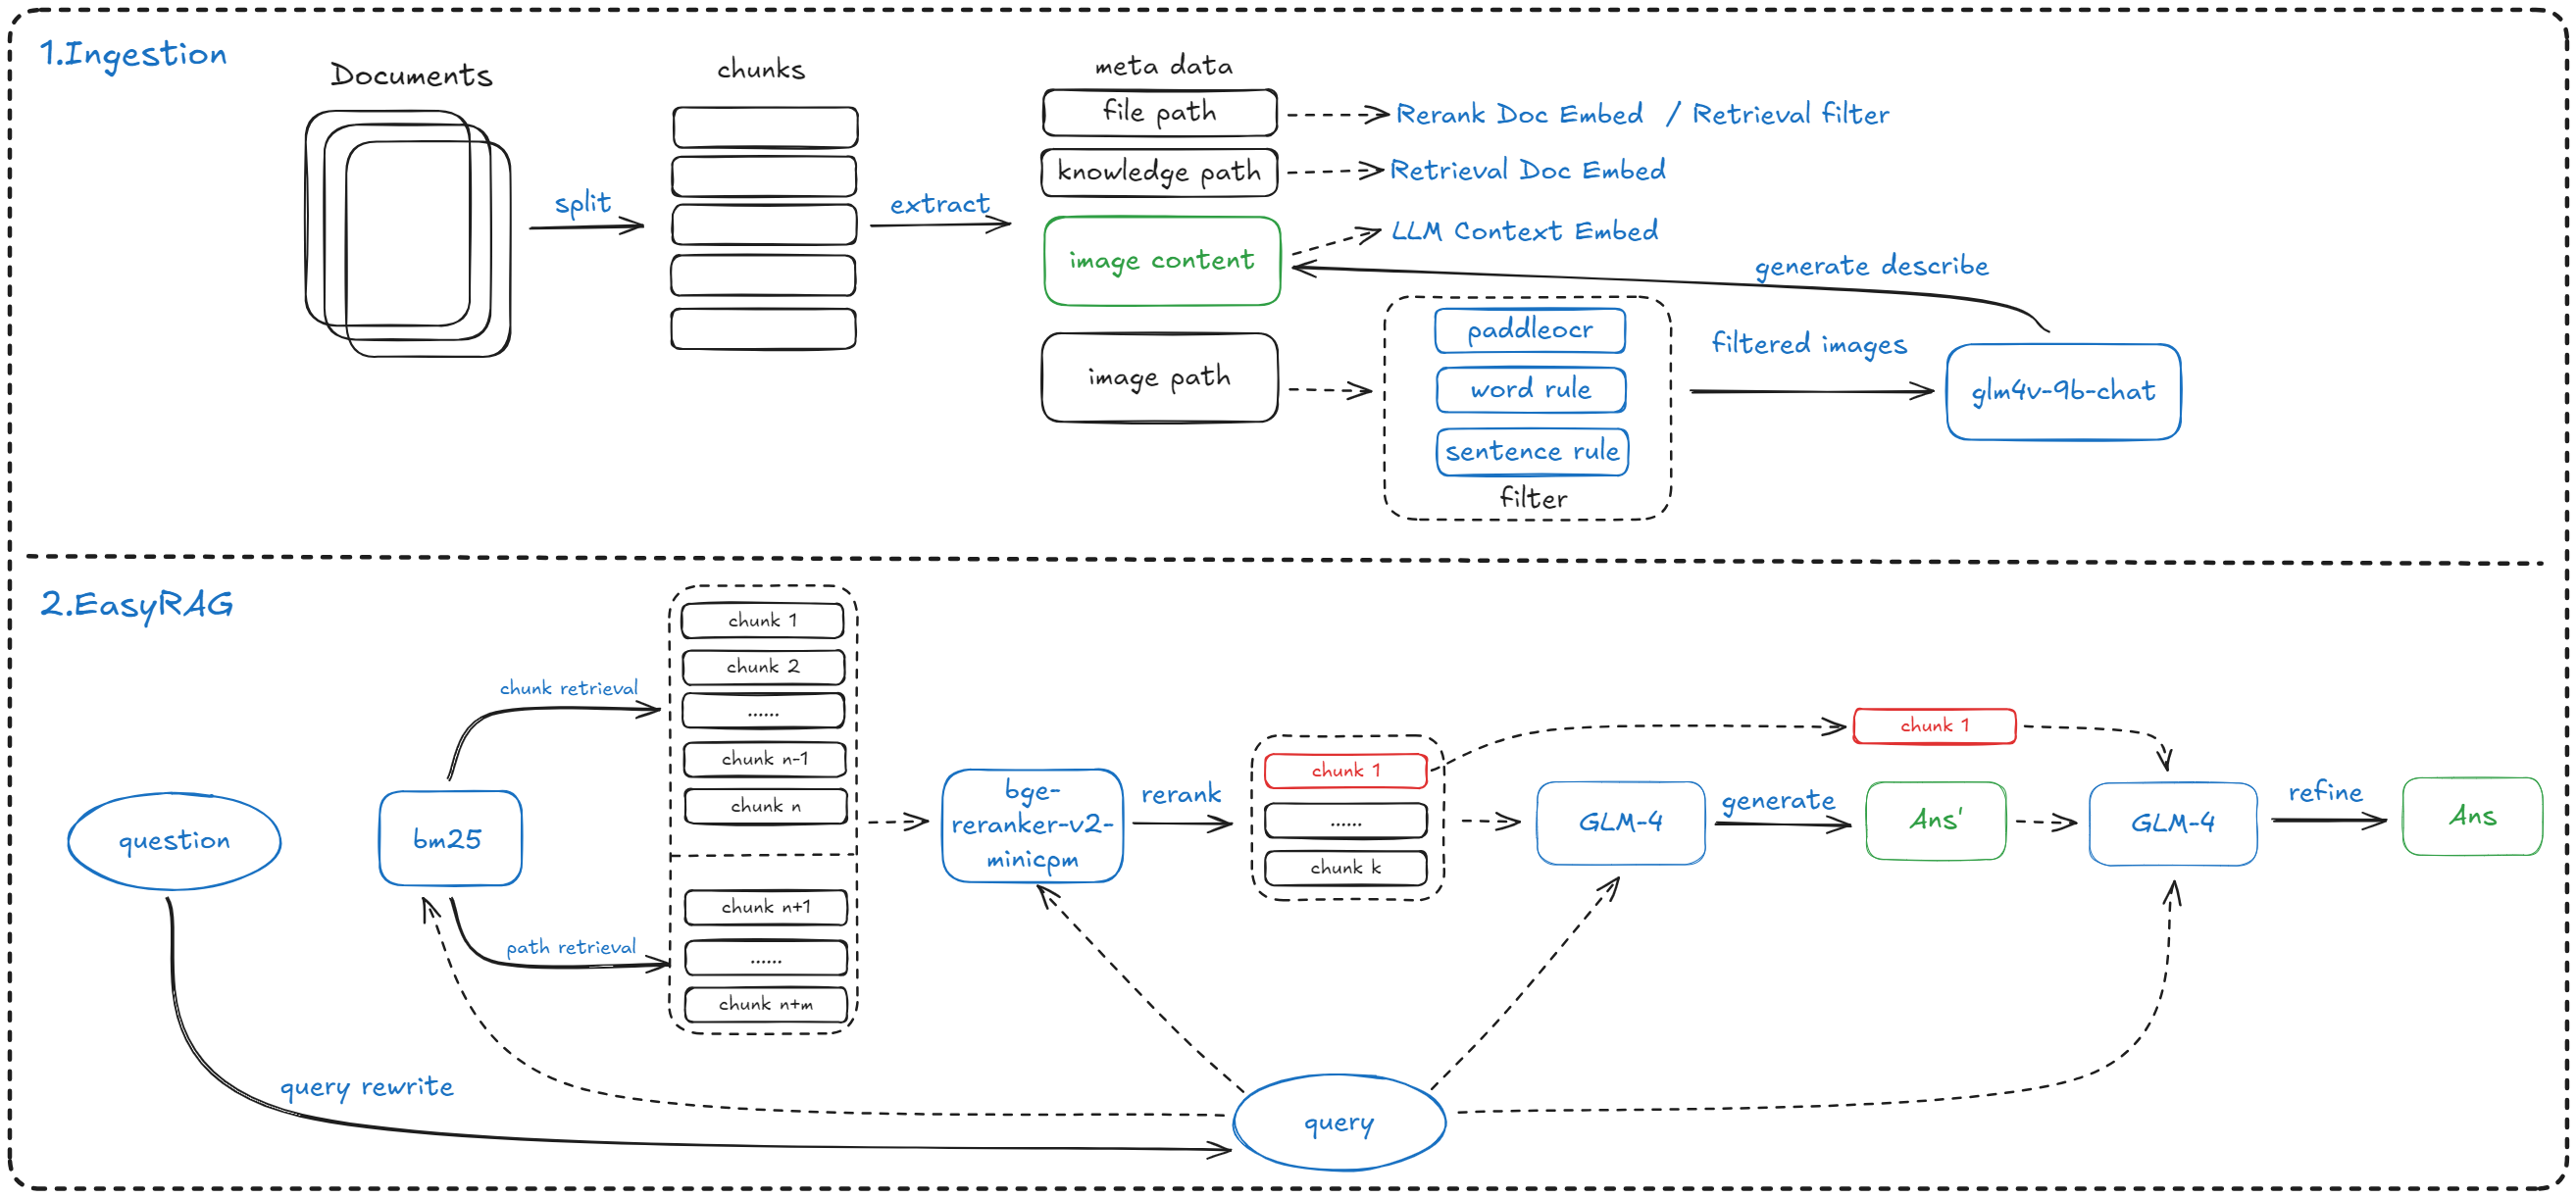 1.Ingestion
Documents
chunks
meta data
split
extract
file path
knowledge path
image content
image path
Rerank Doc Embed / Retrieval filter
Retrieval Doc Embed
LLM Context Embed
generate describe
paddleocr
word rule
sentence rule
filter
filtered images
glm4v-9b-chat
2.EasyRAG
question
query rewrite
bm25
chunk retrieval
path retrieval
chunk 1
chunk 2
......
chunk n-1
chunk n
chunk n+1
......
chunk n+m
bge-
reranker-v2-
minicpm
rerank
chunk 1
......
chunk k
GLM-4
generate
chunk 1
Ans'
GLM-4
refine
Ans
query